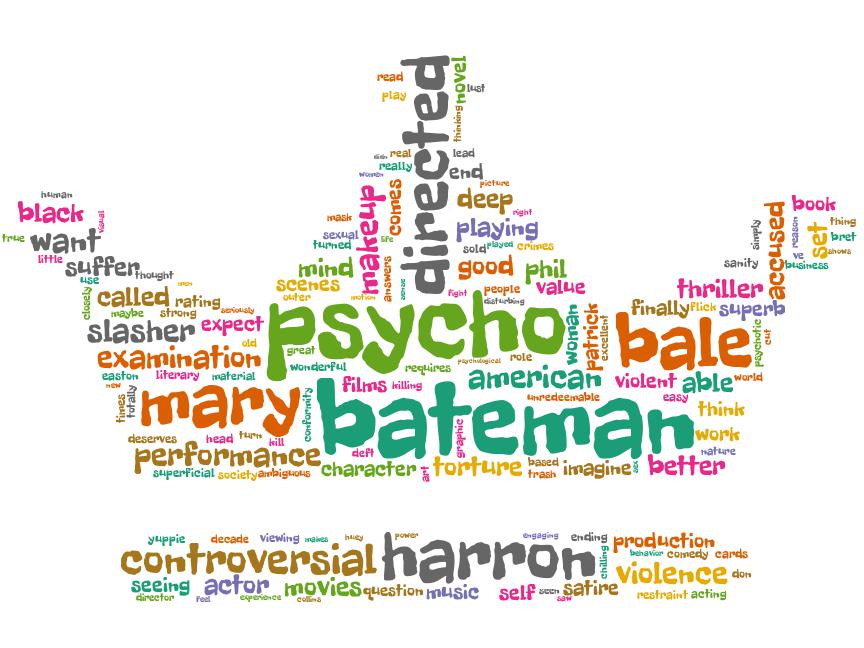 read
directed
novel
play
lust
thinking
dish
real
lead
women
really
end
picture
makeup
comes
deep
mask
right
sexual
playing
turned
life
sold
played
crimes
mind
answers
good
phil
scenes
sense
people
value
outer
motion
fight
disturbing
human
black
visual
true
want
little
suffer
use
thought
closely
called
men
maybe
rating
strong
seriously
slasher
expect
old
examination
easton
literary
material
new
times
totally
mary
conformity
deserves
head
turn
kill
performance
superficial
society
ambiguous
psycho
great
wonderful
requires
psychological
role
films
killing
bateman
american
woman
patrick
excellent
unredeemable
deft
graphic
character
art
torture
based
trash
imagine
sex
better
book
accused
simply
reason
set
thing
bret
sanity
ve
shows
business
thriller
finally
flick
superb
bale
psychotic
cut
violent
able
world
easy
think
work
nature
yuppie
decade
viewing
makes
huey
power
engaging
ending
production
controversial
harron
chilling
behavior
comedy
cards
violence
don
seeing
actor
movies
question
music
self
seen
satire
director
feel
experience
collins
saw
restraint
acting